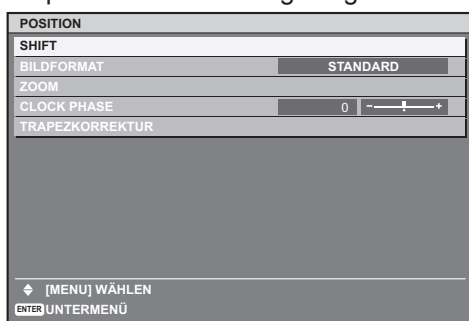 POSITION
SHIFT
BILDFORMAT STANDARD
ZOOM
CLOCK PHASE 0 - +
TRAPEZKORREKTUR
[MENU] WÄHLEN
ENTER UNTERMENÜ